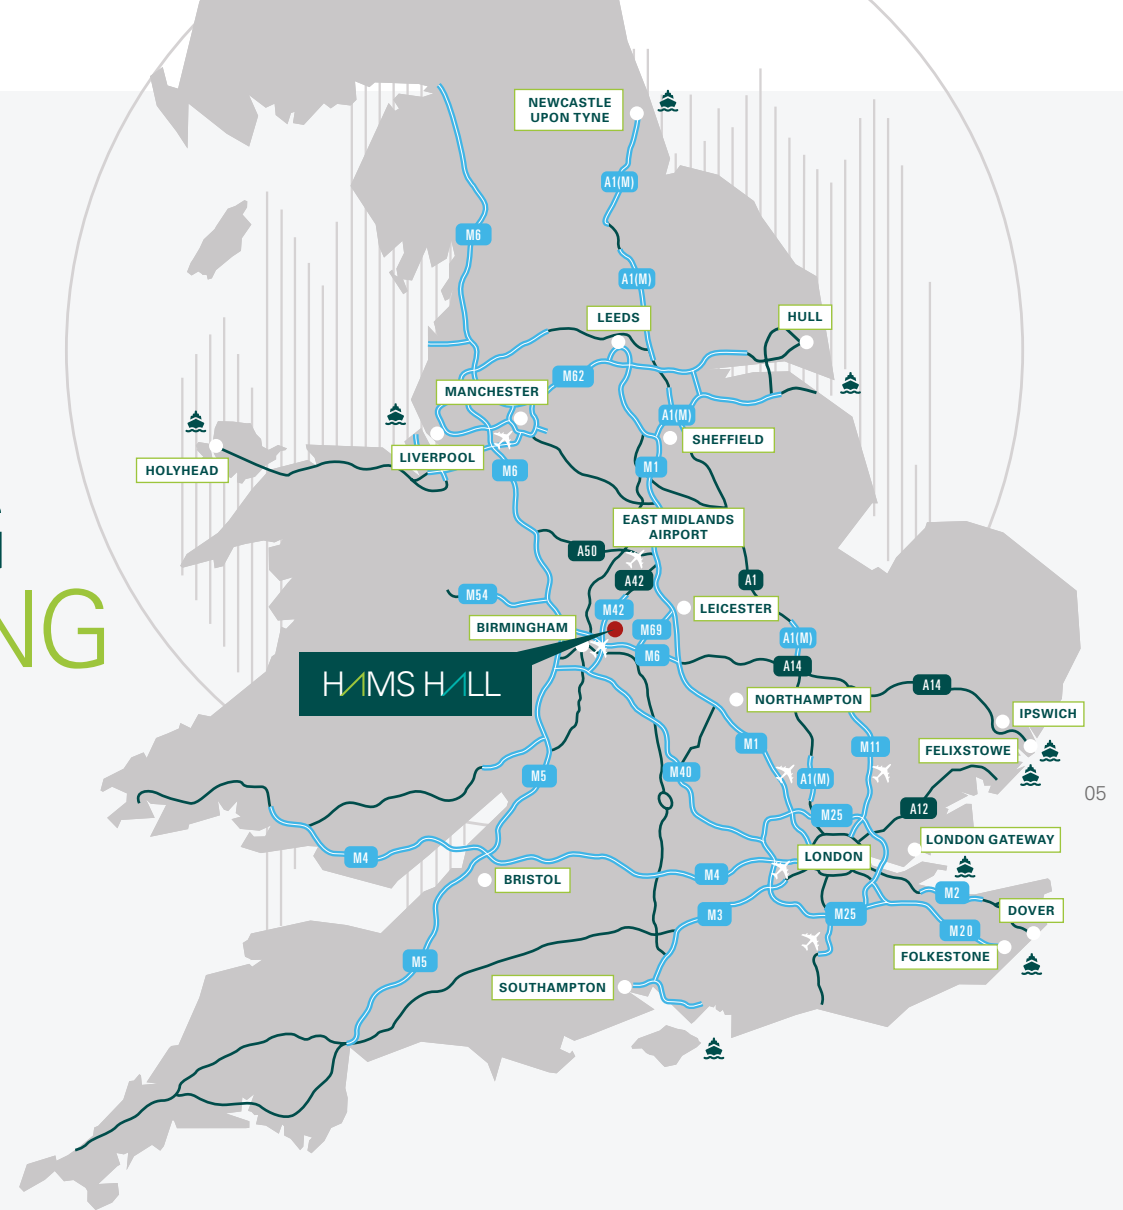 NEWCASTLE
UPON TYNE
A1(M)
M6
A1(M)
LEEDS
HULL
M62
MANCHESTER
A1(M)
SHEFFIELD
LIVERPOOL
HOLYHEAD
M6
M1
EAST MIDLANDS
AIRPORT
A50
A42
A1
M54
M42
LEICESTER
BIRMINGHAM
M69
A1(M)
M6
A14
HAMS HALL
A14
NORTHAMPTON
IPSWICH
M1
M11
FELIXSTOWE
NG
M5
M40
A1(M)
05
A12
M25
LONDON GATEWAY
M4
LONDON
BRISTOL
M4
M2
M3
M25
DOVER
M20
M5
FOLKESTONE
SOUTHAMPTON